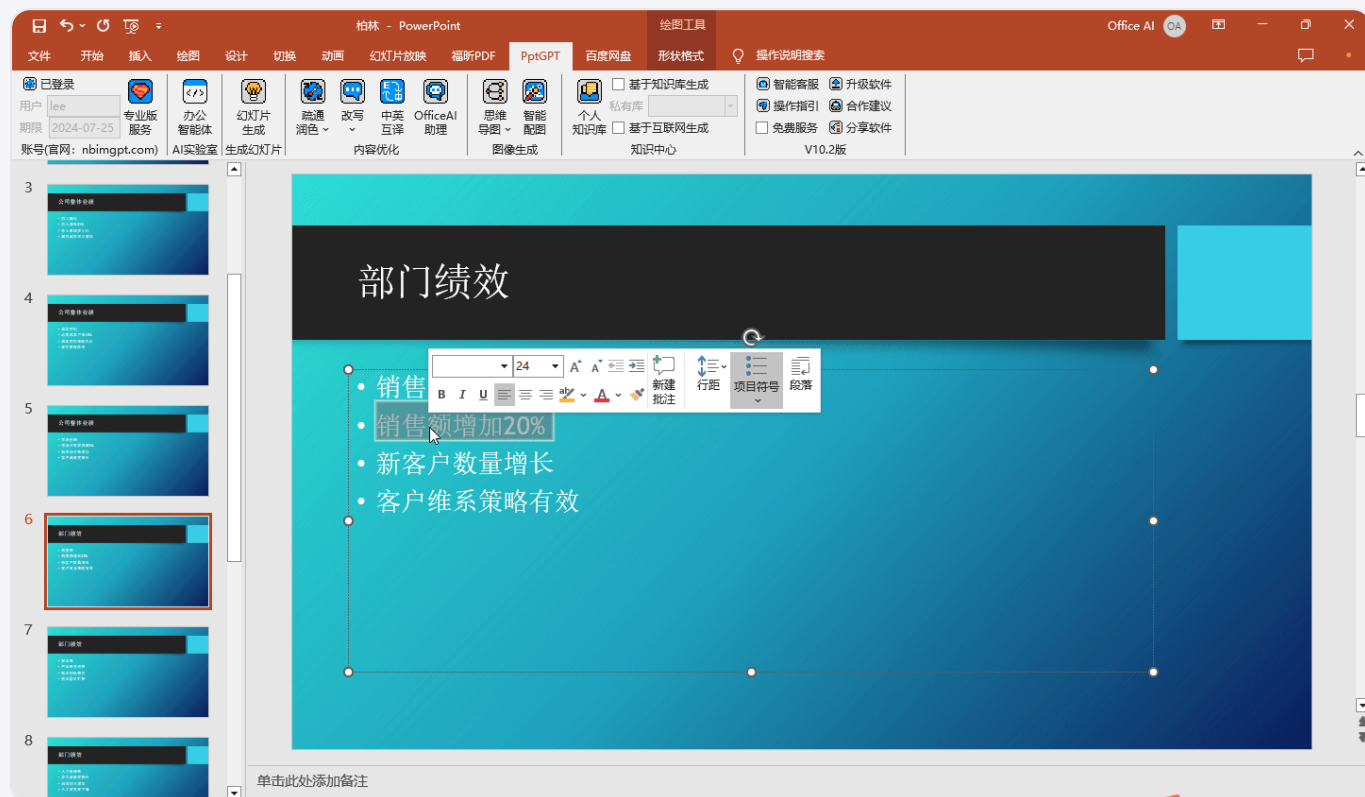 柏林 - PowerPoint
绘图工具
Office AI
OA
文件 开始 插入 绘图 设计 切换 动画 幻灯片放映 福昕PDF PptGPT 百度网盘 形状格式 操作说明搜索
已登录
用户 lee
期限 2024-07-25
专业版
服务
账号(官网：nbimgpt.com)
办公
智能体
AI实验室
幻灯片
生成
生成幻灯片
疏通
润色
改写
中英
互译
OfficeAI
助理
内容优化
思维
导图
智能
配图
图像生成
个人
知识库
基于知识库生成
私有库
基于互联网生成
知识中心
智能客服 升级软件
操作指引 合作建议
免费服务 分享软件
V10.2版
3
公司整体业绩
4
公司整体业绩
5
6
部门绩效
7
部门绩效
8
部门绩效
部门绩效
24
B I U
新建
批注
行距
项目符号
段落
• 销售
• 销售额增加20%
• 新客户数量增长
• 客户维系策略有效
单击此处添加备注